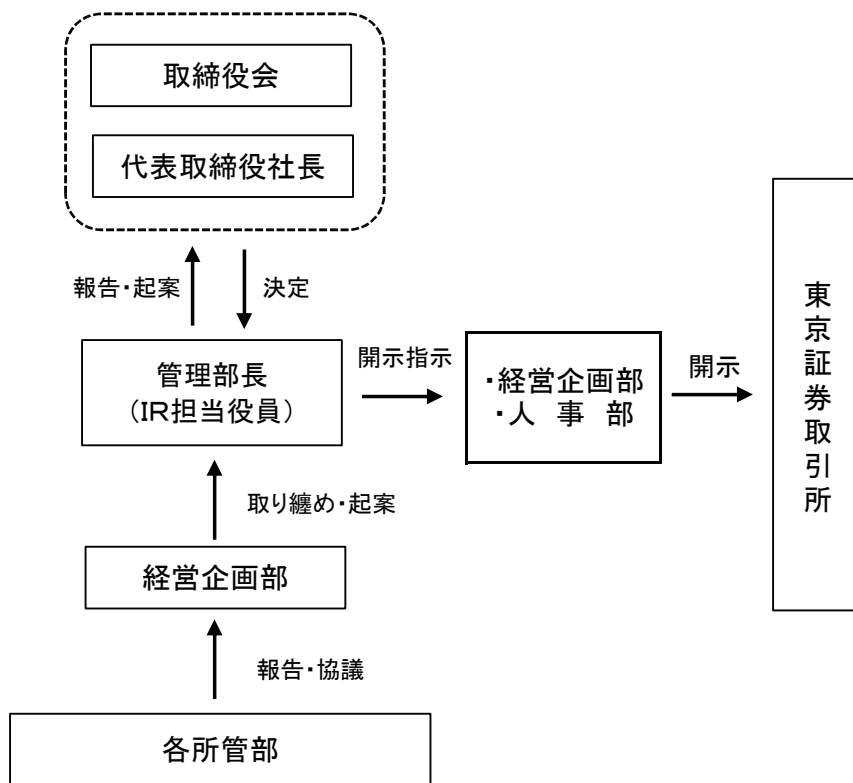 取締役会
代表取締役社長
報告・起案
決定
管理部長
(IR担当役員)
開示指示
・経営企画部
・人 事 部
開示
東京証券取引所
取り纏め・起案
経営企画部
報告・協議
各所管部